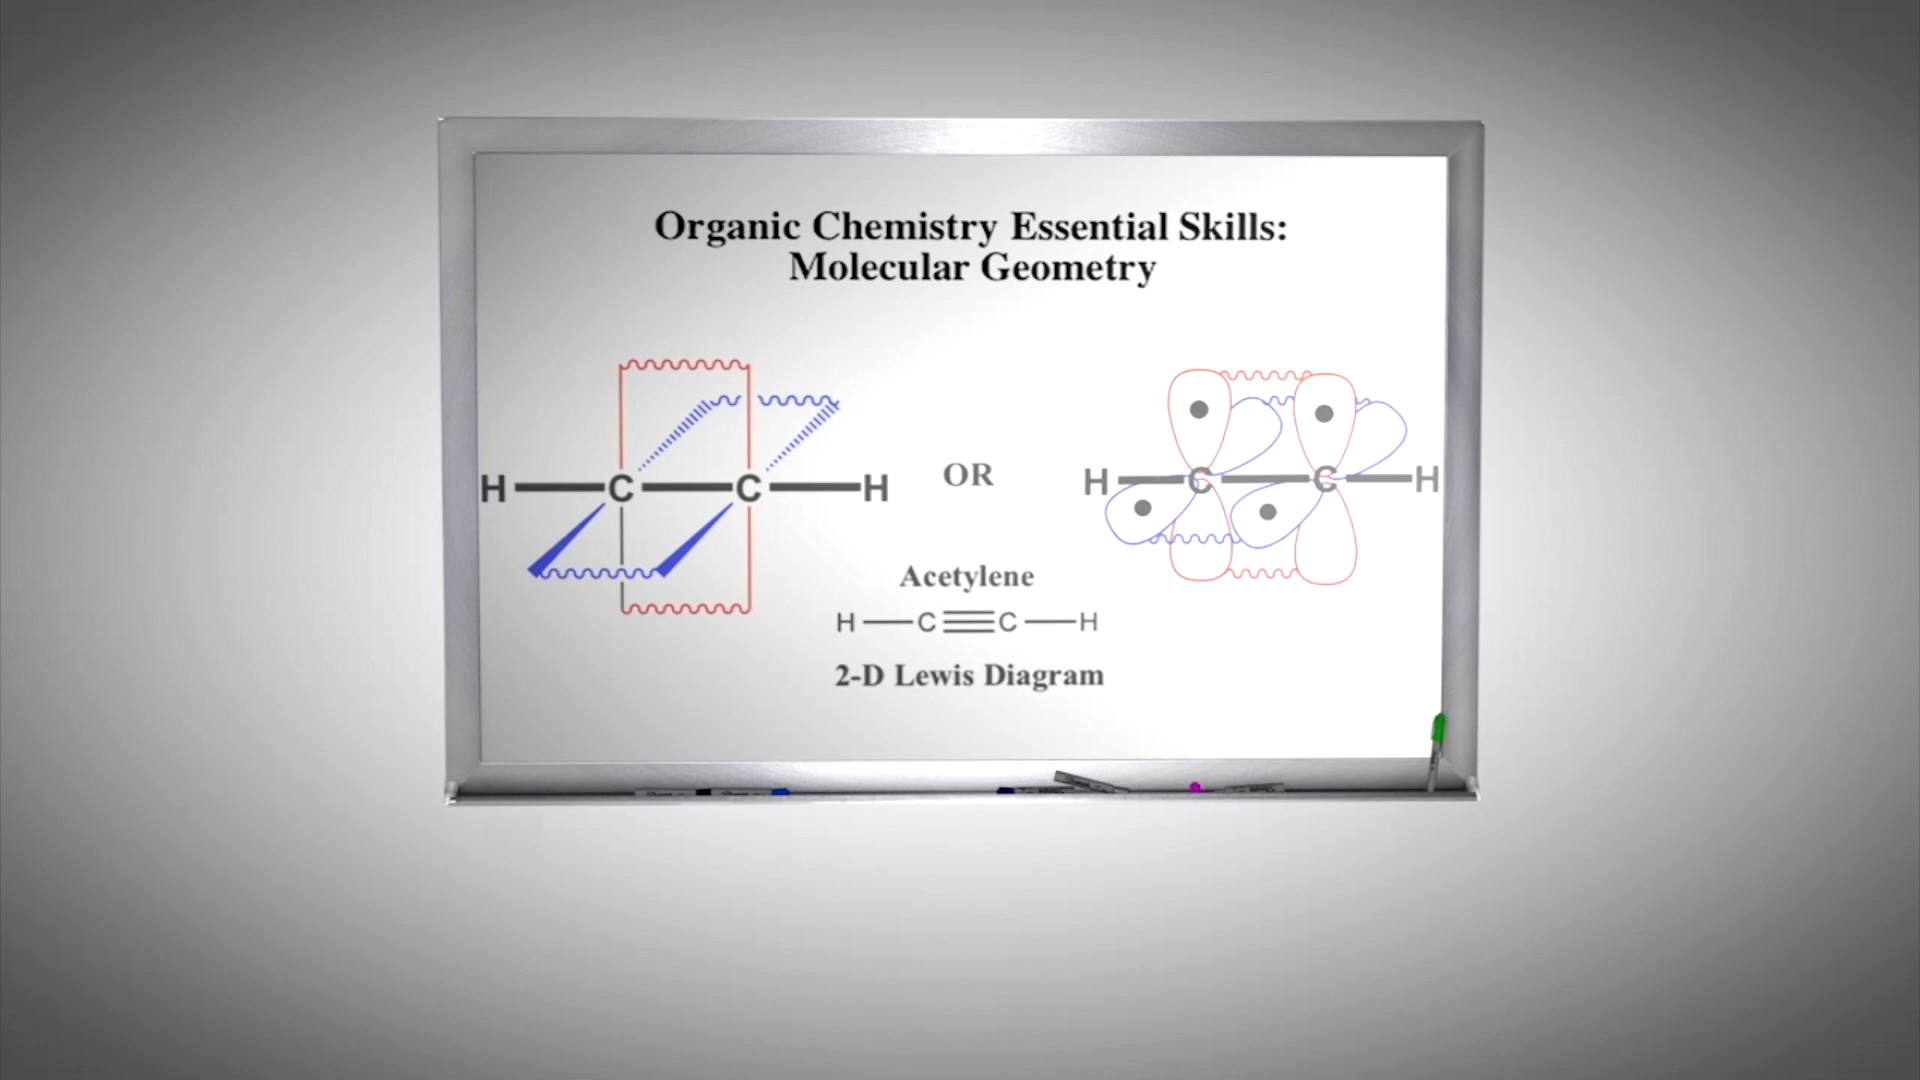 Organic Chemistry Essential Skills:
Molecular Geometry
H C C H
OR
H C C H
Acetylene
H C C H
2-D Lewis Diagram